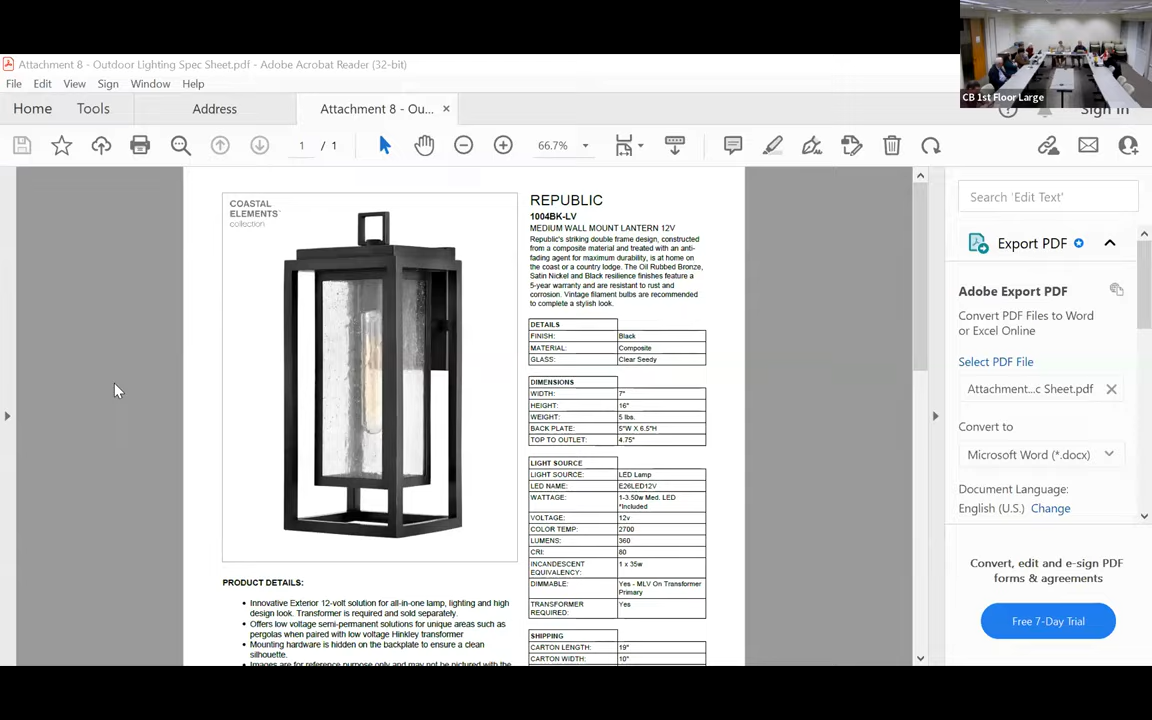 CB 1st Floor Large
Attachment 8 - Outdoor Lighting Spec Sheet.pdf - Adobe Acrobat Reader (32-bit)
File Edit View Sign Window Help
Home Tools Address Attachment 8 - Ou... × Sign In
1 / 1 66.7%
COASTAL
ELEMENTS™
collection
REPUBLIC
1004BK-LV
MEDIUM WALL MOUNT LANTERN 12V
Republic's striking double frame design, constructed
from a composite material and treated with an anti-
fading agent for maximum durability, is at home on
the coast or a country lodge. The Oil Rubbed Bronze,
Satin Nickel and Black resilience finishes feature a
5-year warranty and are resistant to rust and
corrosion. Vintage filament bulbs are recommended
to complete a stylish look.
DETAILS
FINISH: Black
MATERIAL: Composite
GLASS: Clear Seedy
DIMENSIONS
WIDTH: 7"
HEIGHT: 16"
WEIGHT: 5 lbs.
BACK PLATE: 5"W X 6.5"H
TOP TO OUTLET: 4.75"
LIGHT SOURCE
LIGHT SOURCE: LED Lamp
LED NAME: E26LED12V
WATTAGE: 1-3.50w Med. LED
*Included
VOLTAGE: 12v
COLOR TEMP: 2700
LUMENS: 360
CRI: 80
INCANDESCENT
EQUIVALENCY: 1 x 35w
DIMMABLE: Yes - MLV On Transformer
Primary
TRANSFORMER
REQUIRED: Yes
SHIPPING
CARTON LENGTH: 19"
CARTON WIDTH: 10"
PRODUCT DETAILS:
• Innovative Exterior 12-volt solution for all-in-one lamp, lighting and high
design look. Transformer is required and sold separately.
• Offers low voltage semi-permanent solutions for unique areas such as
pergolas when paired with low voltage Hinkley transformer
• Mounting hardware is hidden on the backplate to ensure a clean
silhouette.
• Images are for reference purpose only and may not be pictured with the
Search 'Edit Text'
Export PDF
Adobe Export PDF
Convert PDF Files to Word
or Excel Online
Select PDF File
Attachment...c Sheet.pdf
Convert to
Microsoft Word (*.docx)
Document Language:
English (U.S.) Change
Convert, edit and e-sign PDF
forms & agreements
Free 7-Day Trial